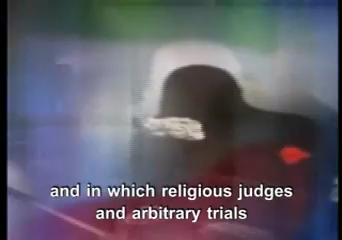 and in which religious judges
and arbitrary trials